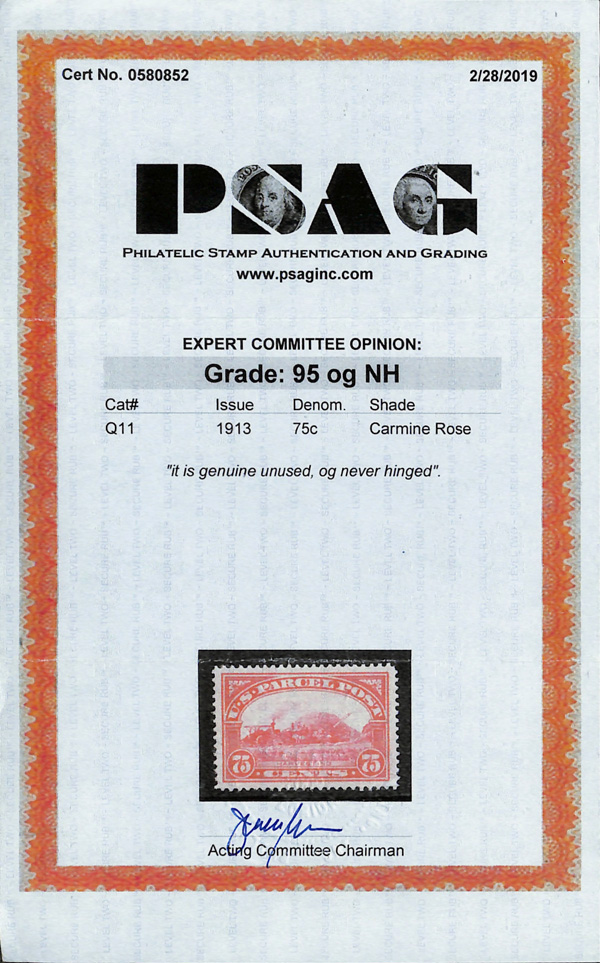 Cert No. 0580852 2/28/2019
PSAG
PHILATELIC STAMP AUTHENTICATION AND GRADING
www.psaginc.com
EXPERT COMMITTEE OPINION:
Grade: 95 og NH
Cat# Issue Denom. Shade
Q11 1913 75c Carmine Rose
"it is genuine unused, og never hinged".
U.S. PARCEL POST
HARVESTING
75 CENTS 75
Acting Committee Chairman